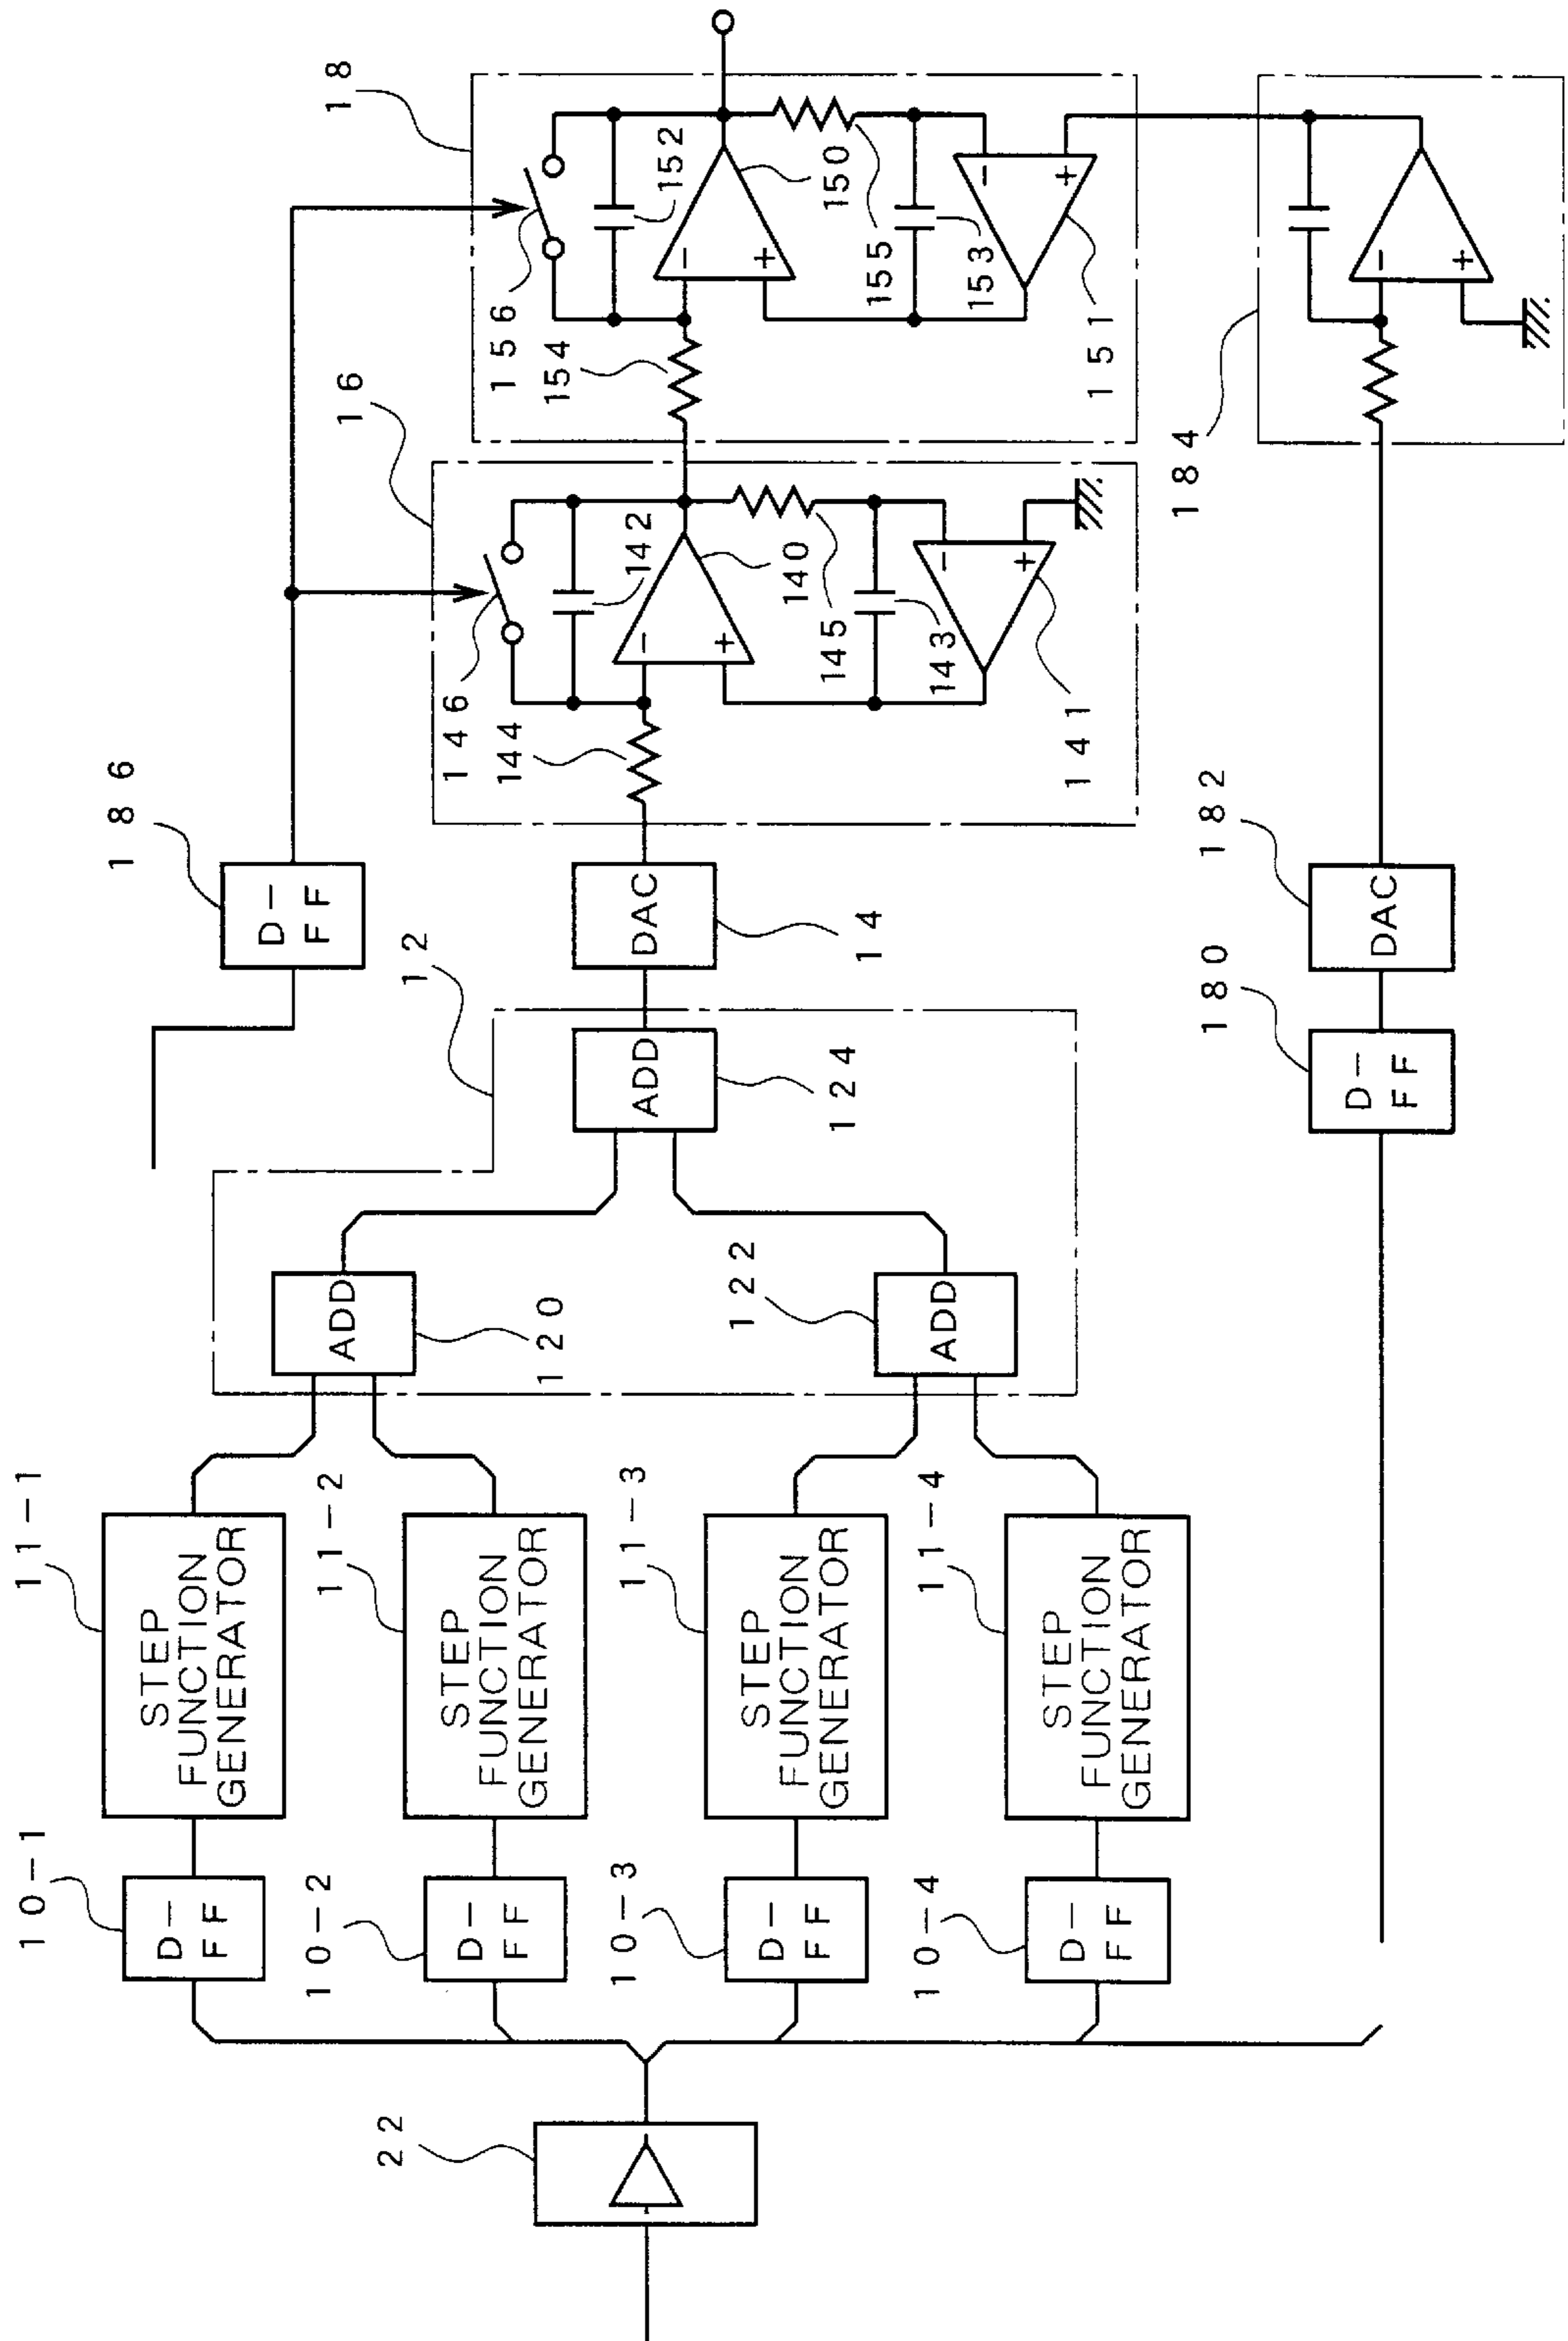 22
10-1
D-
FF
10-2
D-
FF
10-3
D-
FF
10-4
D-
FF
11-1
STEP
FUNCTION
GENERATOR
11-2
STEP
FUNCTION
GENERATOR
11-3
STEP
FUNCTION
GENERATOR
11-4
STEP
FUNCTION
GENERATOR
12
ADD
120
ADD
122
ADD
124
DAC
14
D-
FF
186
D-
FF
180
DAC
182
16
144
146
142
-
+
140
145
143
-
+
141
18
154
156
152
-
+
150
155
153
-
+
151
184
-
+